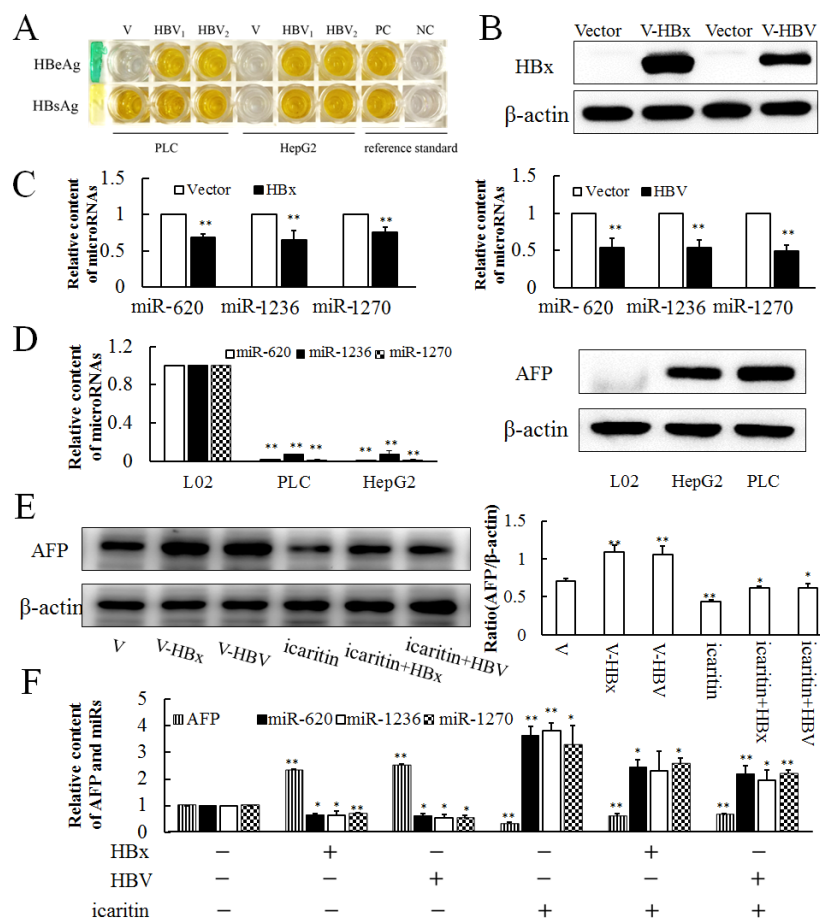 A
V HBV1 HBV2 V HBV1 HBV2 PC NC
HBeAg
HBsAg
PLC HepG2 reference standard
B
Vector V-HBx Vector V-HBV
HBx
β-actin
C
Relative content
of microRNAs
1.5
1
0.5
0
Vector HBx
** ** **
miR-620 miR-1236 miR-1270
Relative content
of microRNAs
1.5
1
0.5
0
Vector HBV
** ** **
miR-620 miR-1236 miR-1270
D
Relative content
of microRNAs
1.2
0.8
0.4
0
miR-620 miR-1236 miR-1270
** ** ** ** ** **
L02 PLC HepG2
AFP
β-actin
L02 HepG2 PLC
E
AFP
β-actin
V V-HBx V-HBV icaritin icaritin+HBx icaritin+HBV
Ratio(AFP/β-actin)
1.5
1
0.5
0
** ** ** * *
V V-HBx V-HBV icaritin icaritin+HBx icaritin+HBV
F
Relative content
of AFP and miRs
5
4
3
2
1
0
AFP miR-620 miR-1236 miR-1270
** * * ** ** * * * ** ** ** * ** * * ** ** * **
HBx − + − − + −
HBV − − + − − +
icaritin − − − + + +